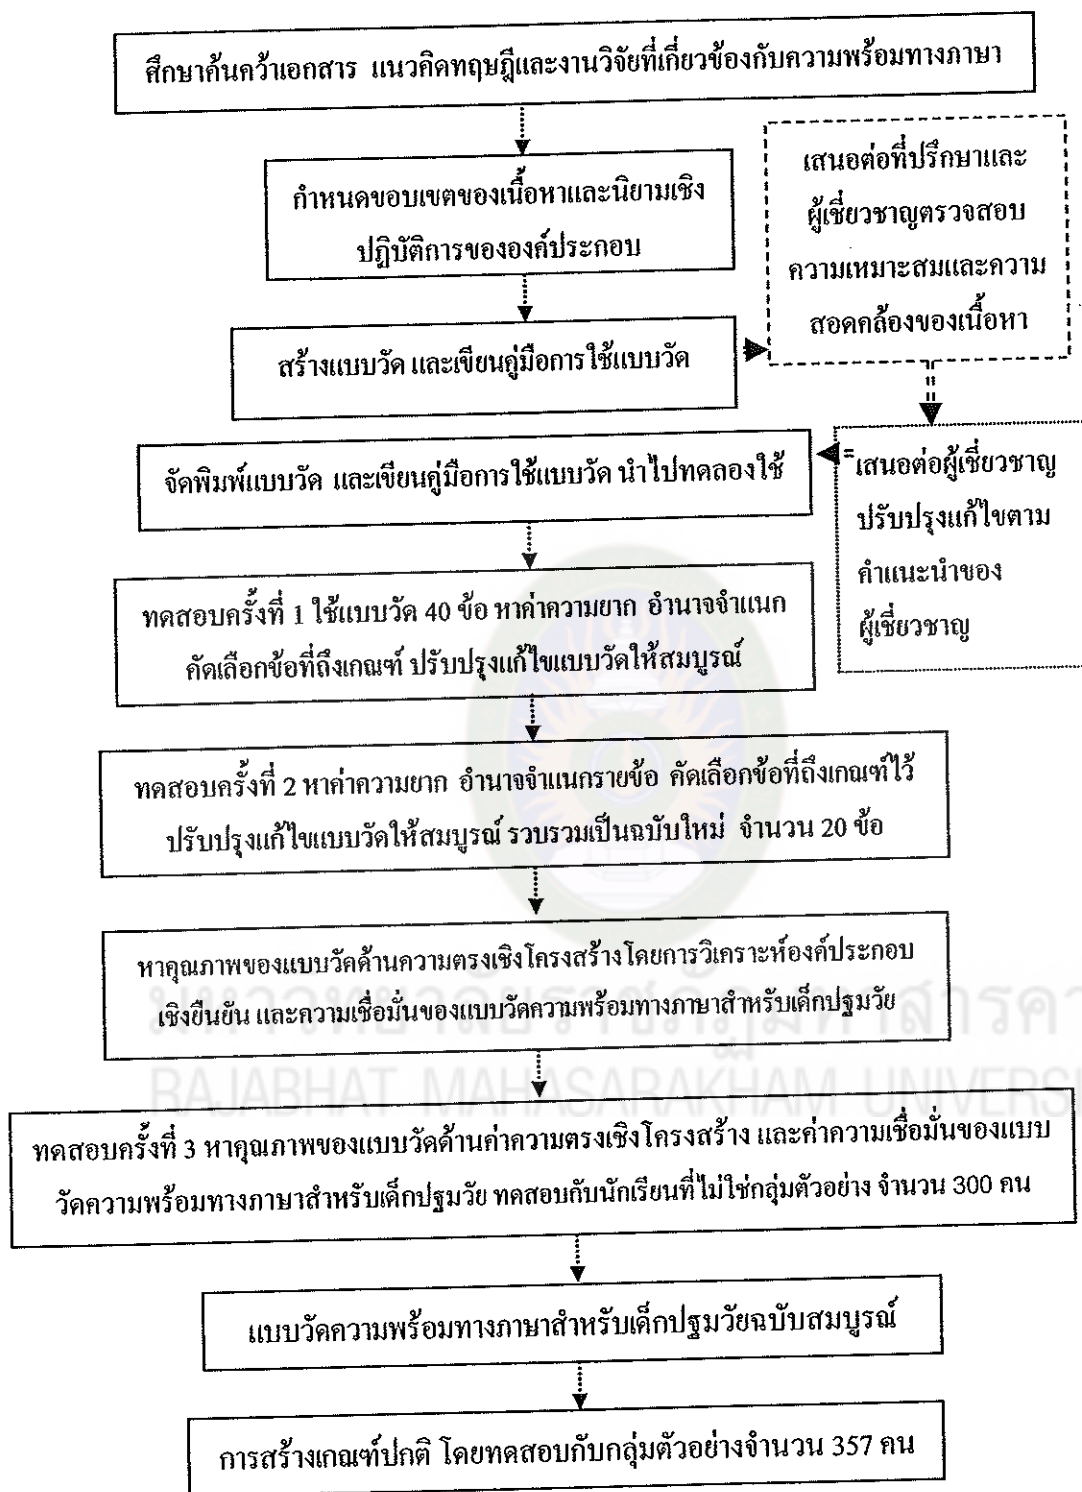 ศึกษาค้นคว้าเอกสาร แนวคิดทฤษฎีและงานวิจัยที่เกี่ยวข้องกับความพร้อมทางภาษา
กำหนดขอบเขตของเนื้อหาและนิยามเชิง
ปฏิบัติการขององค์ประกอบ
สร้างแบบวัด และเขียนคู่มือการใช้แบบวัด
เสนอต่อที่ปรึกษาและ
ผู้เชี่ยวชาญตรวจสอบ
ความเหมาะสมและความ
สอดคล้องของเนื้อหา
เสนอต่อผู้เชี่ยวชาญ
ปรับปรุงแก้ไขตาม
คำแนะนำของ
ผู้เชี่ยวชาญ
จัดพิมพ์แบบวัด และเขียนคู่มือการใช้แบบวัด นำไปทดลองใช้
ทดสอบครั้งที่ 1 ใช้แบบวัด 40 ข้อ หาค่าความยาก อำนาจจำแนก
คัดเลือกข้อที่ถึงเกณฑ์ ปรับปรุงแก้ไขแบบวัดให้สมบูรณ์
ทดสอบครั้งที่ 2 หาค่าความยาก อำนาจจำแนกรายข้อ คัดเลือกข้อที่ถึงเกณฑ์ไว้
ปรับปรุงแก้ไขแบบวัดให้สมบูรณ์ รวบรวมเป็นฉบับใหม่ จำนวน 20 ข้อ
หาคุณภาพของแบบวัดด้านความตรงเชิงโครงสร้างโดยการวิเคราะห์องค์ประกอบ
เชิงยืนยัน และความเชื่อมั่นของแบบวัดความพร้อมทางภาษาสำหรับเด็กปฐมวัย
RAJABHAT MAHASARAKHAM
ทดสอบครั้งที่ 3 หาคุณภาพของแบบวัดด้านค่าความตรงเชิงโครงสร้าง และค่าความเชื่อมั่นของแบบ
วัดความพร้อมทางภาษาสำหรับเด็กปฐมวัย ทดสอบกับนักเรียนที่ไม่ใช่กลุ่มตัวอย่าง จำนวน 300 คน
แบบวัดความพร้อมทางภาษาสำหรับเด็กปฐมวัยฉบับสมบูรณ์
การสร้างเกณฑ์ปกติ โดยทดสอบกับกลุ่มตัวอย่างจำนวน 357 คน